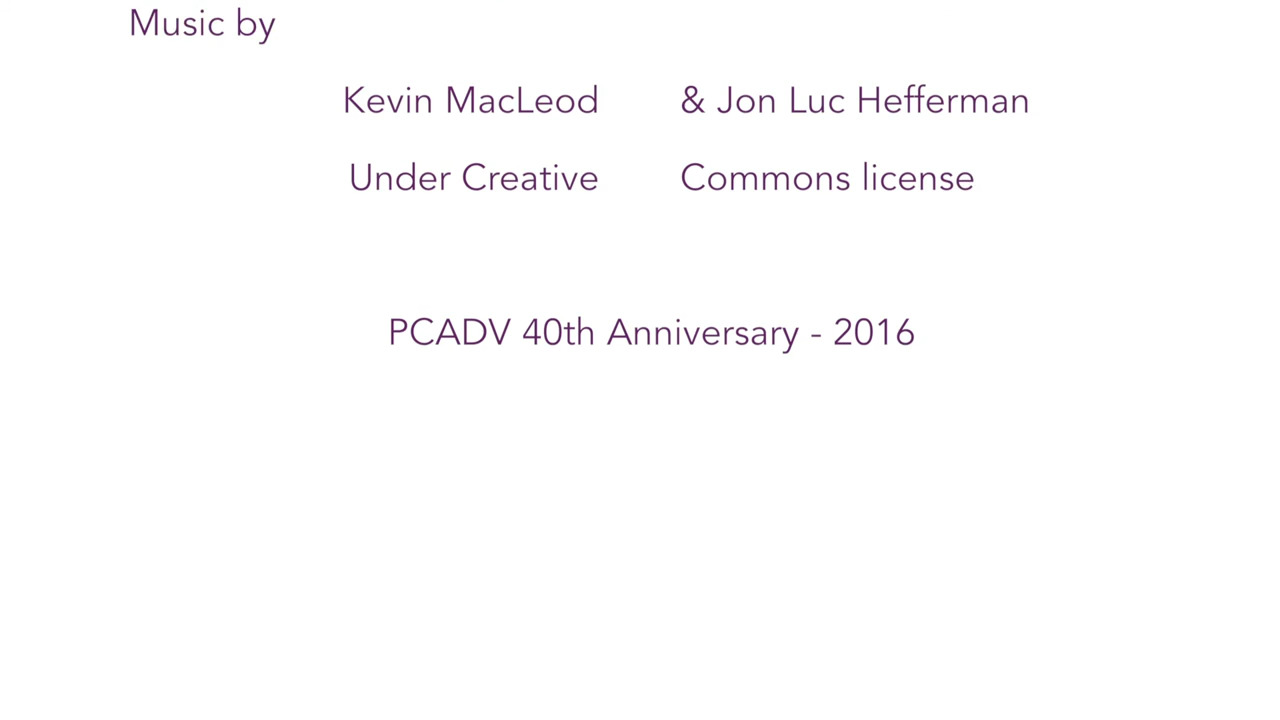 Music by
Kevin MacLeod & Jon Luc Hefferman
Under Creative Commons license
PCADV 40th Anniversary - 2016